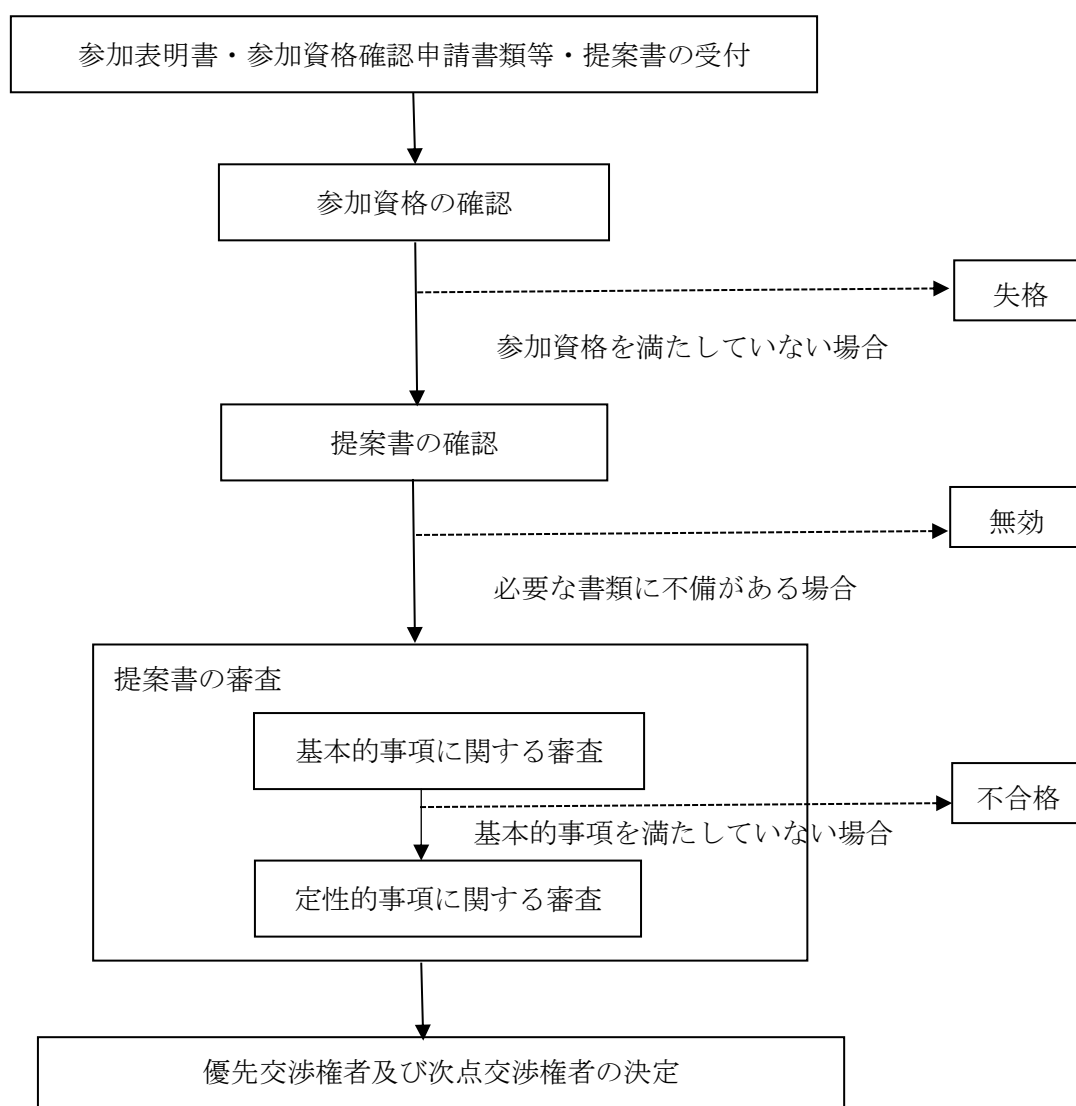 参加表明書・参加資格確認申請書類等・提案書の受付
参加資格の確認
失格
参加資格を満たしていない場合
提案書の確認
無効
必要な書類に不備がある場合
提案書の審査
基本的事項に関する審査
不合格
基本的事項を満たしていない場合
定性的事項に関する審査
優先交渉権者及び次点交渉権者の決定